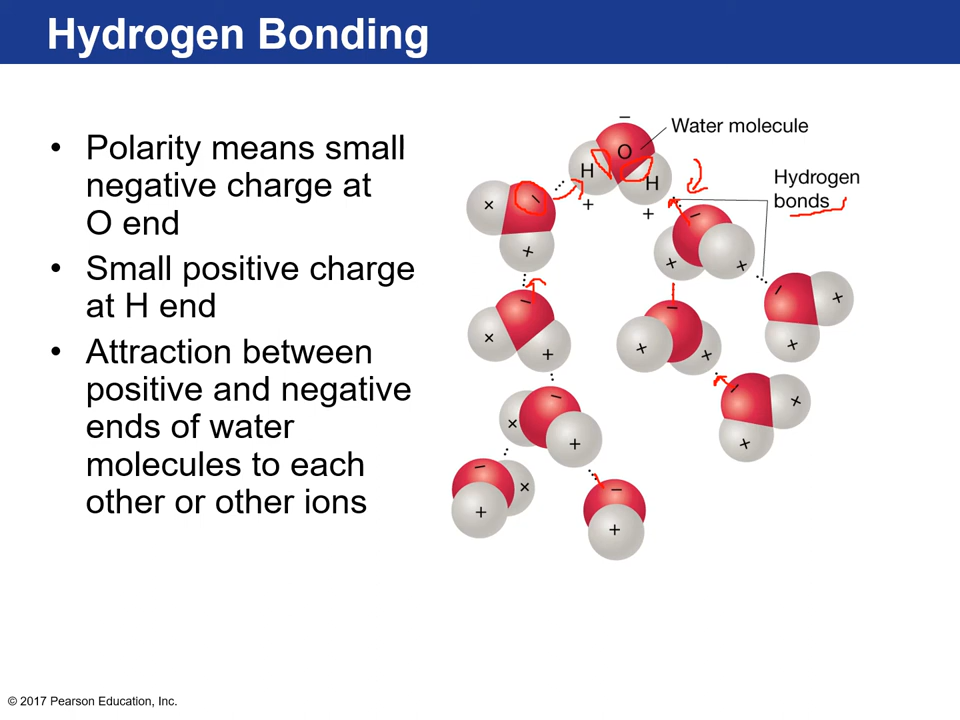 Hydrogen Bonding
• Polarity means small
negative charge at
O end
• Small positive charge
at H end
• Attraction between
positive and negative
ends of water
molecules to each
other or other ions
−
Water molecule
O
H
H
Hydrogen
bonds
+
+
−
+
+
−
+
+
−
+
+
−
+
+
−
+
+
−
+
+
−
+
+
−
+
+
−
+
© 2017 Pearson Education, Inc.